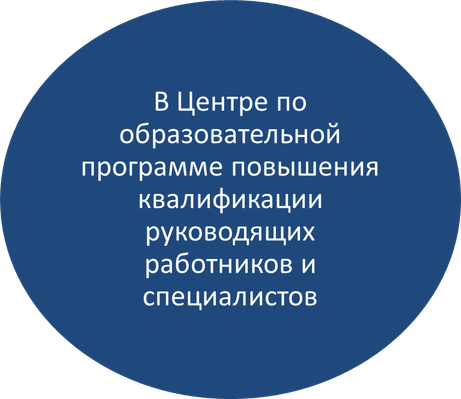 В Центре по
образовательной
программе повышения
квалификации
руководящих
работников и
специалистов